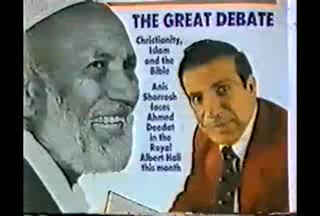 THE GREAT DEBATE
Christianity,
Islam
and the
Bible
Anis
Shorrosh
faces
Ahmed
Deedat in
the
Royal
Albert Hall
this month